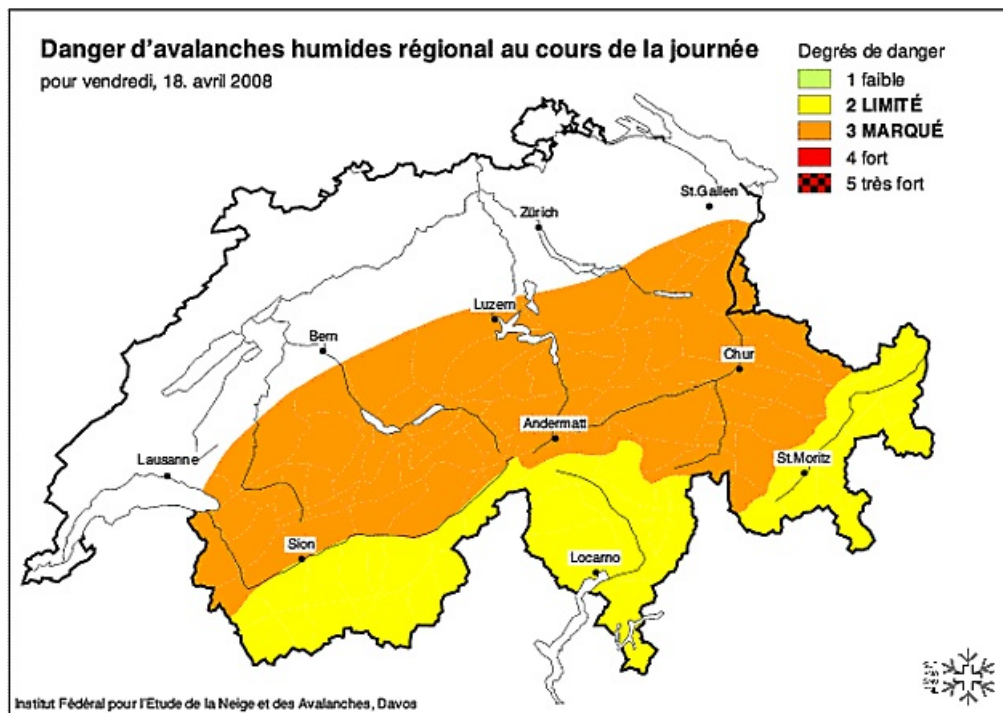 Danger d'avalanches humides régional au cours de la journée
pour vendredi, 18. avril 2008
Degrés de danger
1 faible
2 LIMITÉ
3 MARQUÉ
4 fort
5 très fort
St.Gallen
Zürich
Luzern
Bern
Chur
Andermatt
Lausanne
St.Moritz
Sion
Locarno
Institut Fédéral pour l'Etude de la Neige et des Avalanches, Davos